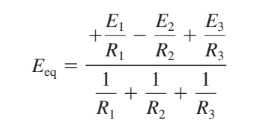 E_eq = (+ E_1/R_1 − E_2/R_2 + E_3/R_3) / (1/R_1 + 1/R_2 + 1/R_3)